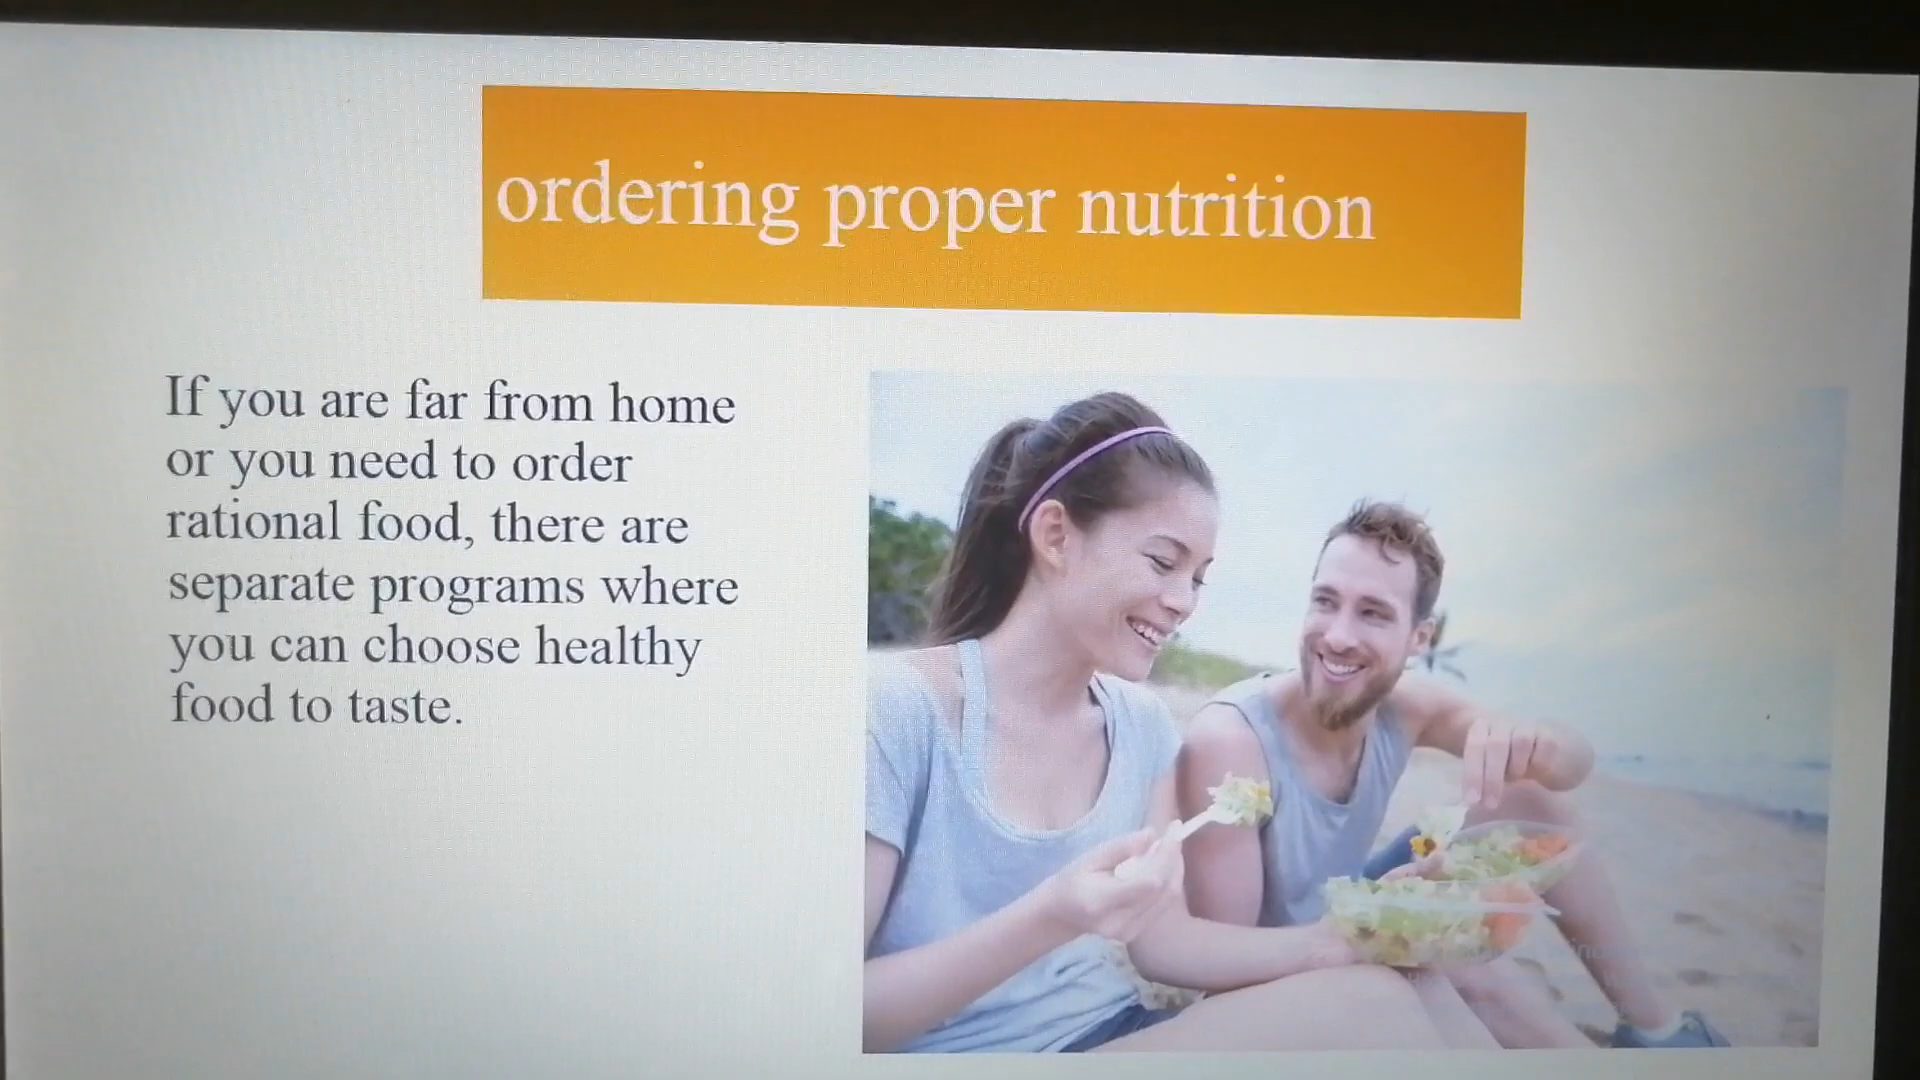 ordering proper nutrition
If you are far from home
or you need to order
rational food, there are
separate programs where
you can choose healthy
food to taste.